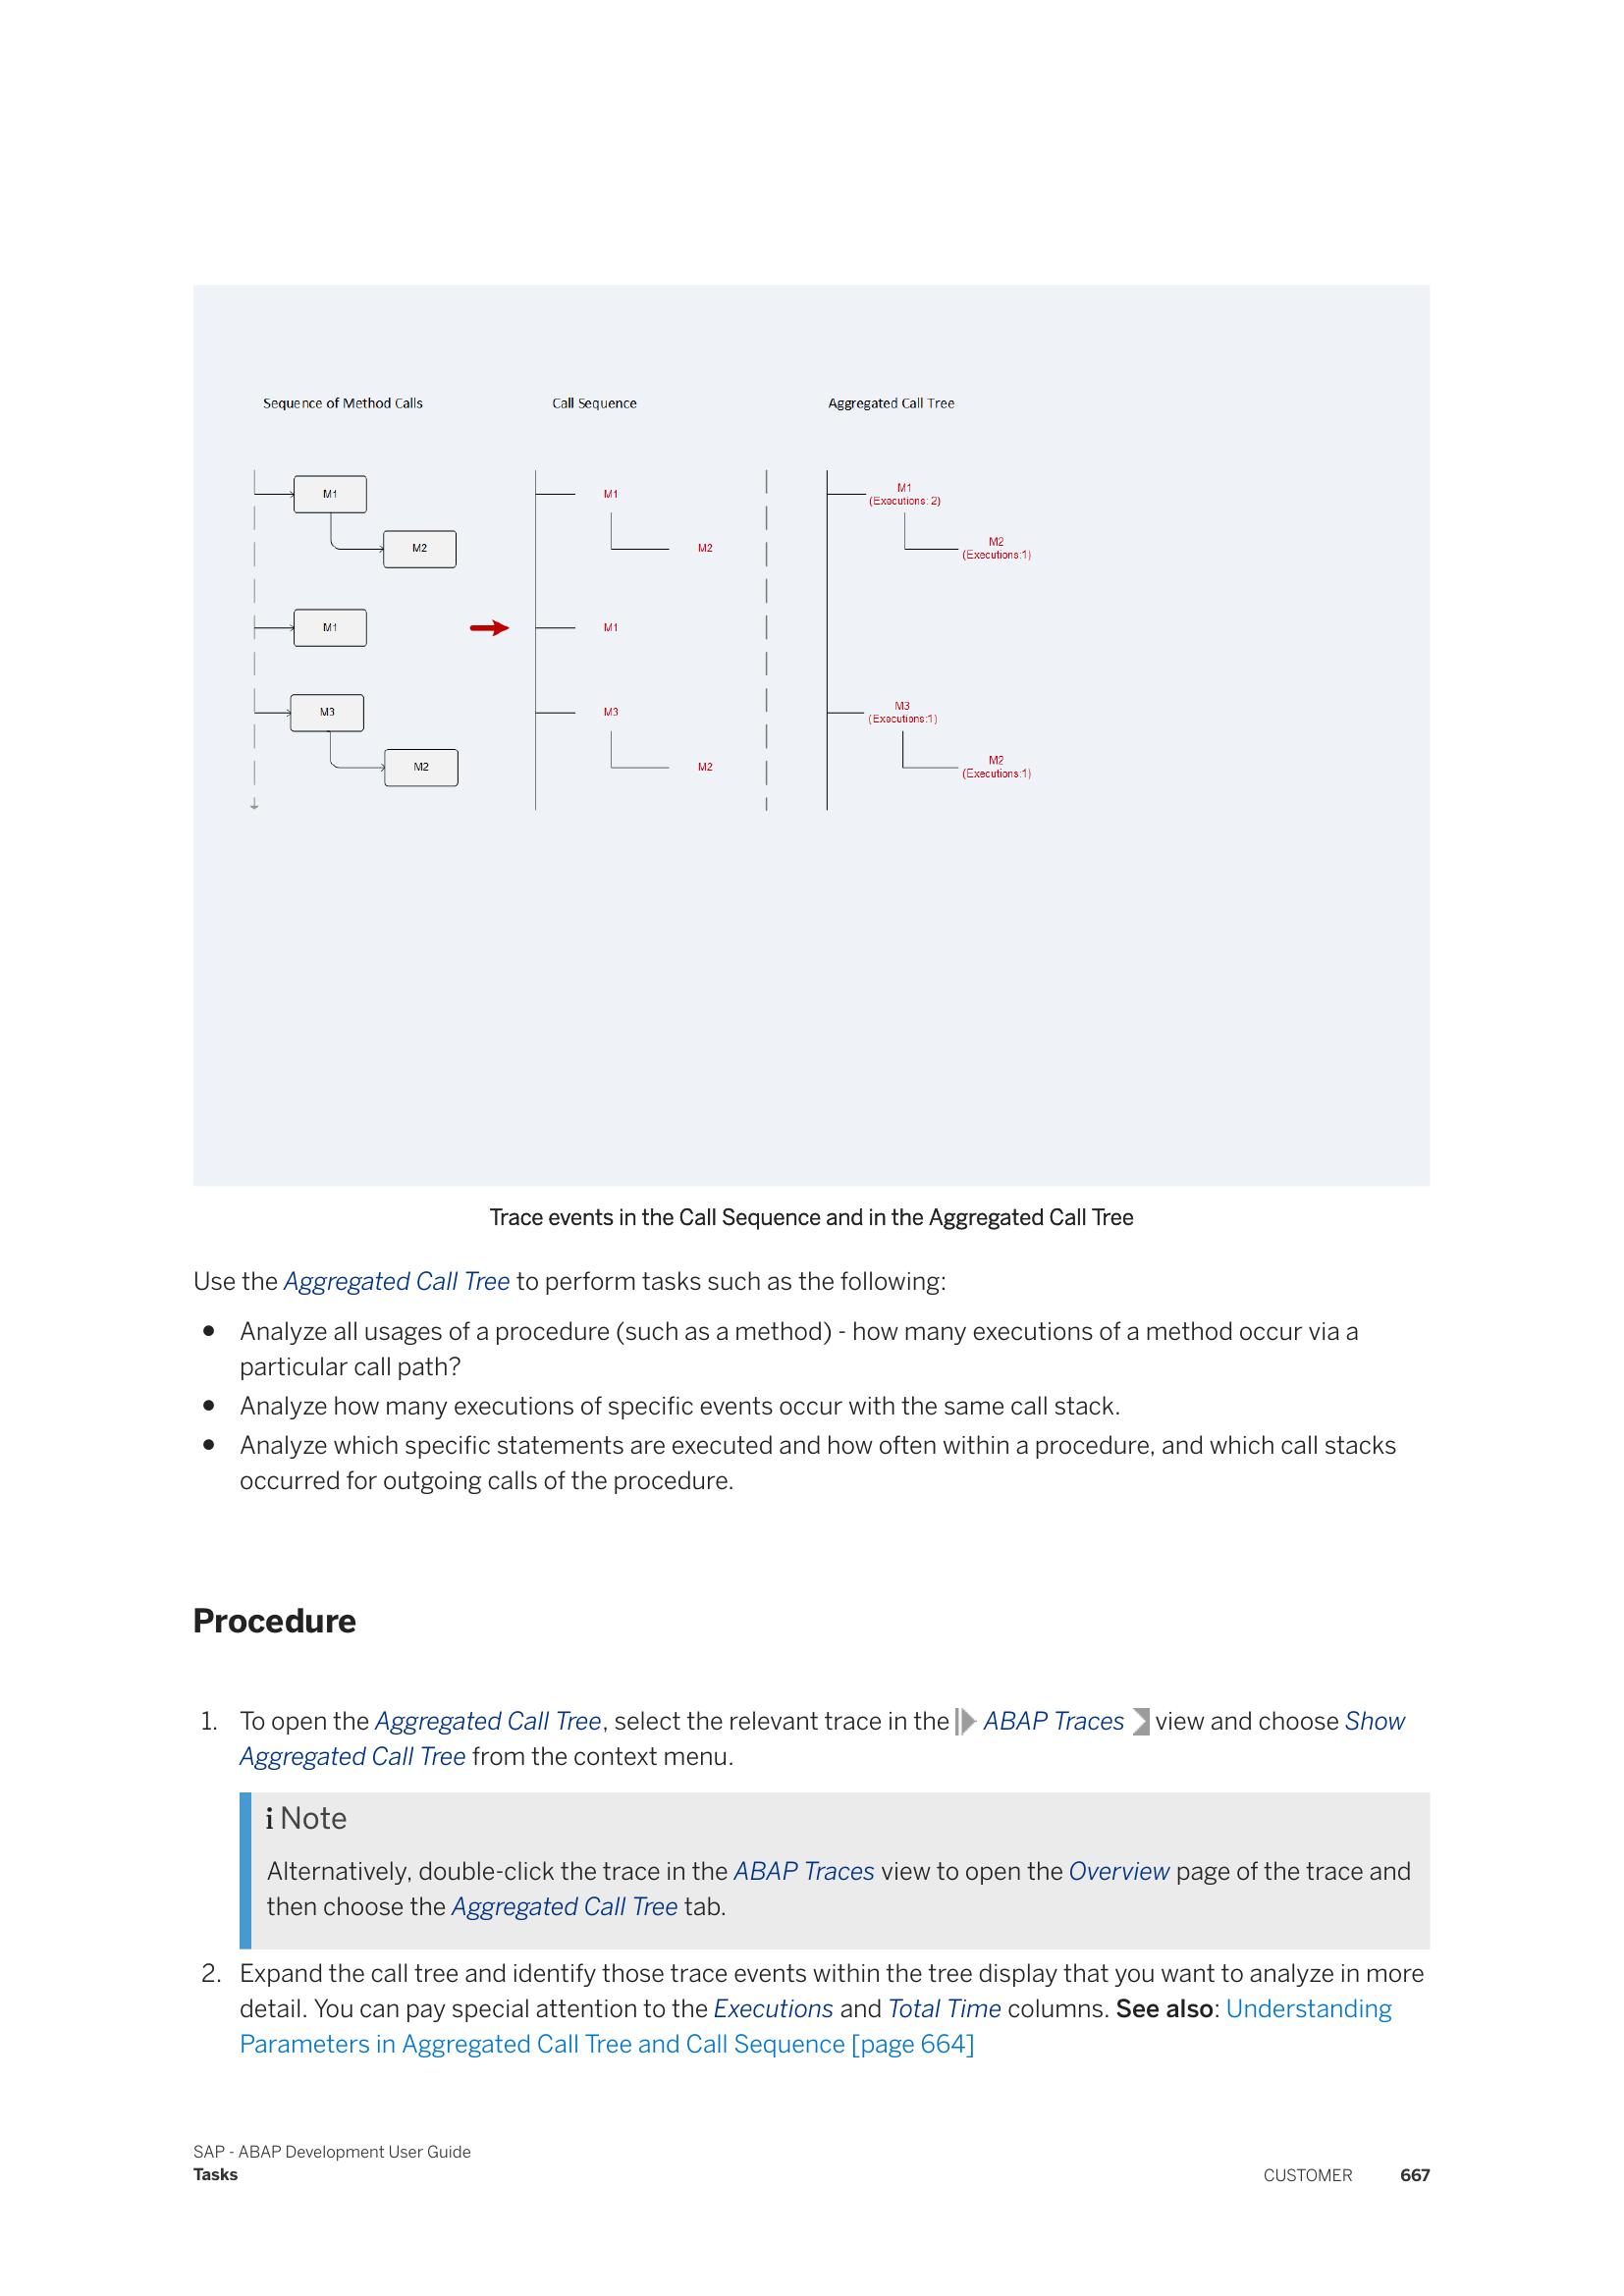 Sequence of Method Calls
Call Sequence
Aggregated Call Tree
M1
M2
M1
M3
M2
M1
M2
M1
M3
M2
M1
(Executions: 2)
M2
(Executions:1)
M3
(Executions:1)
M2
(Executions:1)
Trace events in the Call Sequence and in the Aggregated Call Tree
Use the Aggregated Call Tree to perform tasks such as the following:
● Analyze all usages of a procedure (such as a method) - how many executions of a method occur via a
particular call path?
● Analyze how many executions of specific events occur with the same call stack.
● Analyze which specific statements are executed and how often within a procedure, and which call stacks
occurred for outgoing calls of the procedure.
Procedure
1. To open the Aggregated Call Tree, select the relevant trace in the ABAP Traces view and choose Show
Aggregated Call Tree from the context menu.
i Note
Alternatively, double-click the trace in the ABAP Traces view to open the Overview page of the trace and
then choose the Aggregated Call Tree tab.
2. Expand the call tree and identify those trace events within the tree display that you want to analyze in more
detail. You can pay special attention to the Executions and Total Time columns. See also: Understanding
Parameters in Aggregated Call Tree and Call Sequence [page 664]
SAP - ABAP Development User Guide
Tasks
CUSTOMER 667